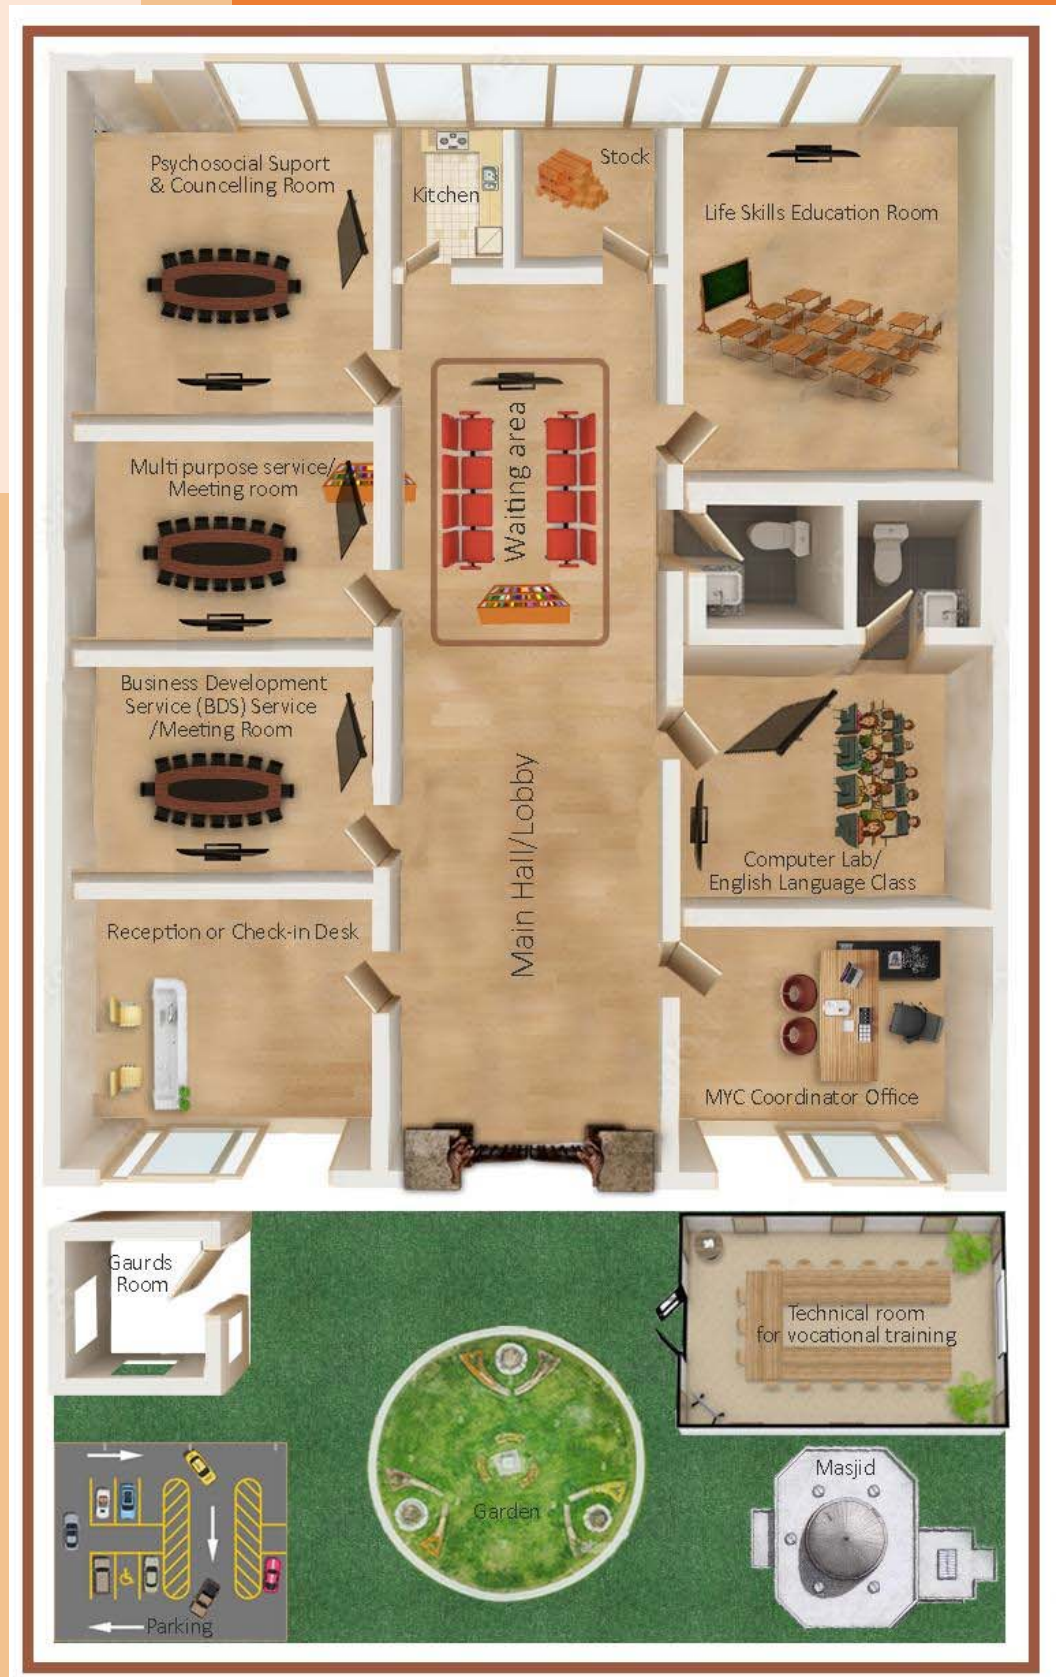 Psychosocial Suport
& Councelling Room
Kitchen
Stock
Life Skills Education Room
Multi purpose service/
Meeting room
Waiting area
Business Development
Service (BDS) Service
/Meeting Room
Main Hall/Lobby
Computer Lab/
English Language Class
Reception or Check-in Desk
MYC Coordinator Office
Gaurds
Room
Technical room
for vocational training
Garden
Masjid
Parking